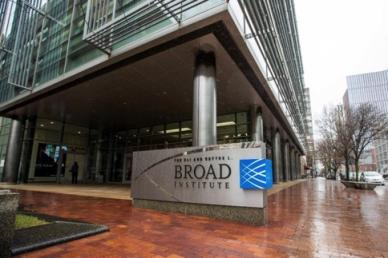 THE ELI AND EDYTHE L.
BROAD
INSTITUTE